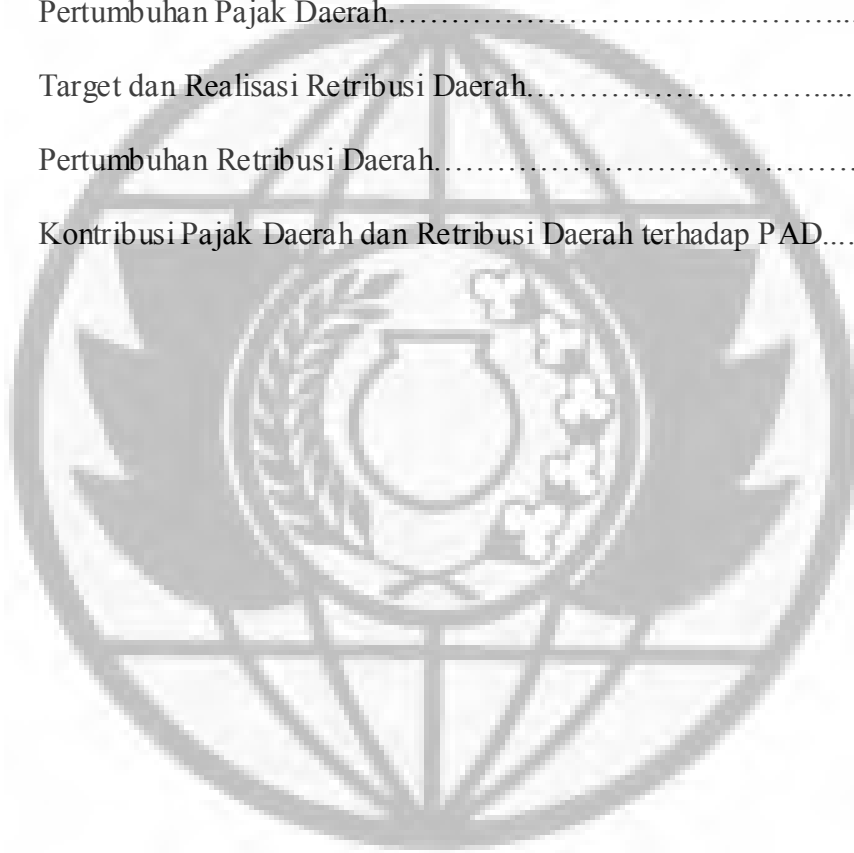 Pertumbuhan Pajak Daerah……………………………………………...
Target dan Realisasi Retribusi Daerah…………………………......
Pertumbuhan Retribusi Daerah……………………………………….
Kontribusi Pajak Daerah dan Retribusi Daerah terhadap PAD....